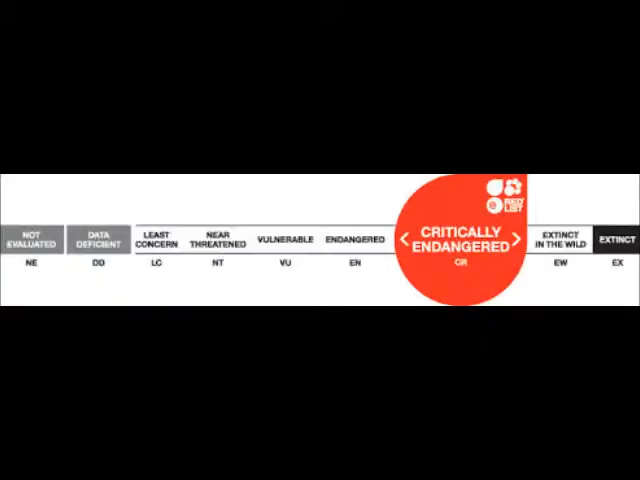 RED
LIST
NOT
EVALUATED
DATA
DEFICIENT
LEAST
CONCERN
NEAR
THREATENED
VULNERABLE
ENDANGERED
CRITICALLY
ENDANGERED
EXTINCT
IN THE WILD
EXTINCT
NE
DD
LC
NT
VU
EN
CR
EW
EX